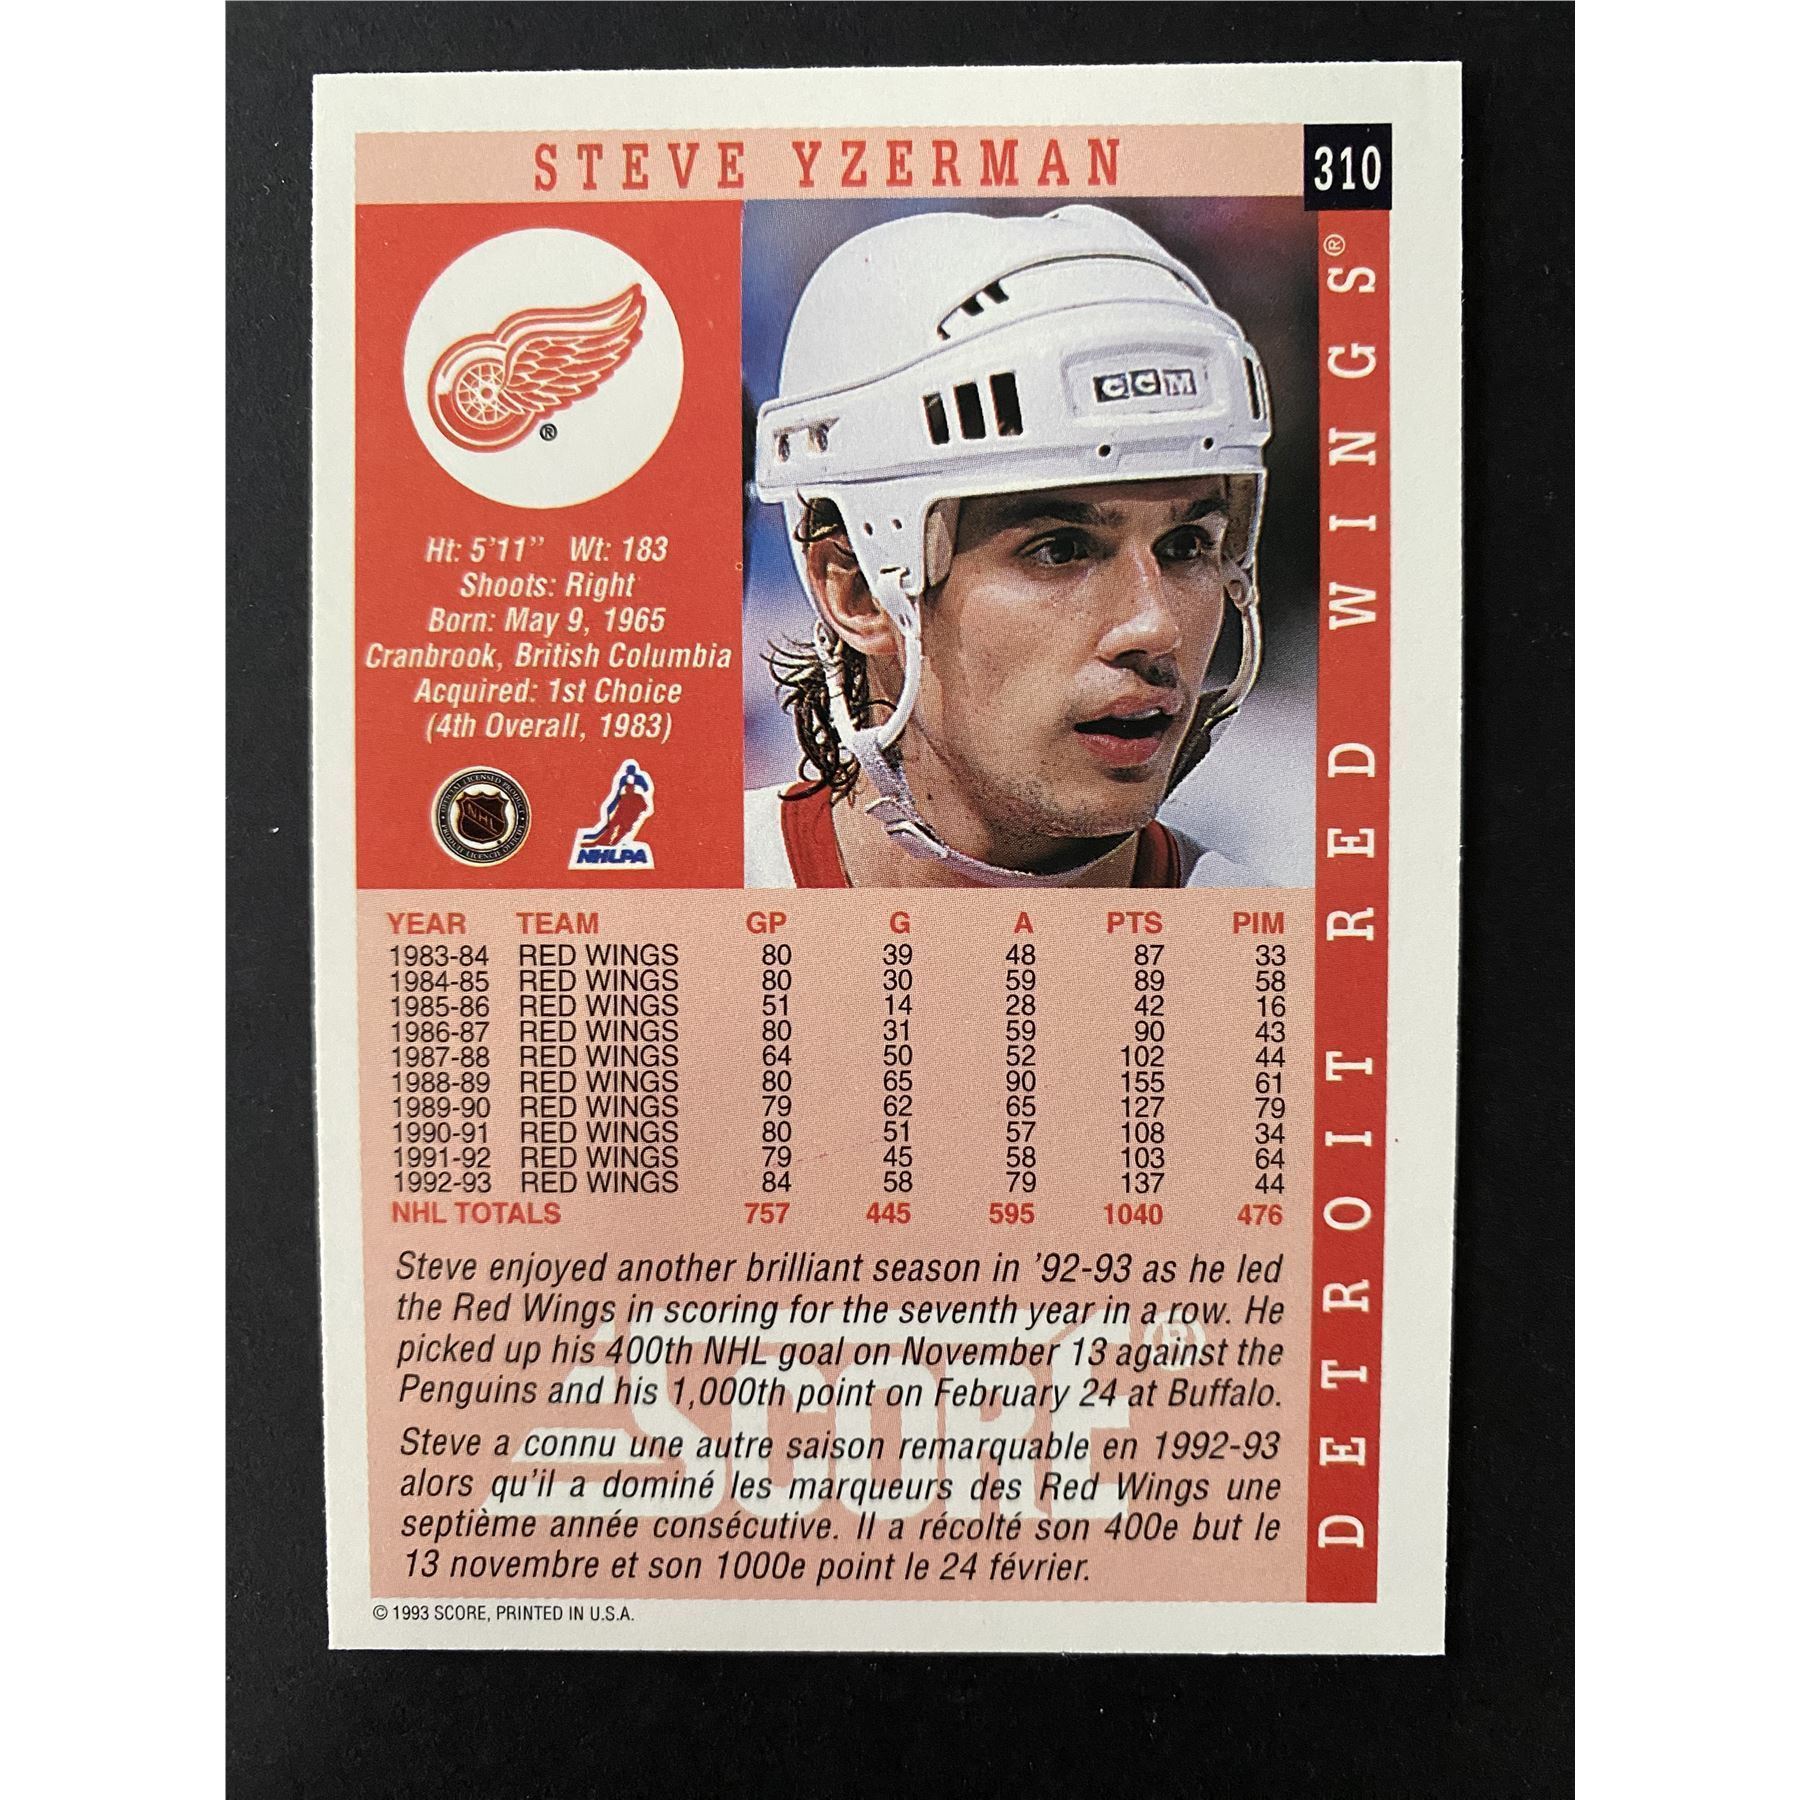 STEVE YZERMAN
310
DETROIT RED WINGS®
®
CCM
Ht: 5'11" Wt: 183
Shoots: Right
Born: May 9, 1965
Cranbrook, British Columbia
Acquired: 1st Choice
(4th Overall, 1983)
NHL
NHLPA
YEAR TEAM GP G A PTS PIM
1983-84 RED WINGS 80 39 48 87 33
1984-85 RED WINGS 80 30 59 89 58
1985-86 RED WINGS 51 14 28 42 16
1986-87 RED WINGS 80 31 59 90 43
1987-88 RED WINGS 64 50 52 102 44
1988-89 RED WINGS 80 65 90 155 61
1989-90 RED WINGS 79 62 65 127 79
1990-91 RED WINGS 80 51 57 108 34
1991-92 RED WINGS 79 45 58 103 64
1992-93 RED WINGS 84 58 79 137 44
NHL TOTALS 757 445 595 1040 476
Steve enjoyed another brilliant season in '92-93 as he led
the Red Wings in scoring for the seventh year in a row. He
picked up his 400th NHL goal on November 13 against the
Penguins and his 1,000th point on February 24 at Buffalo.
Steve a connu une autre saison remarquable en 1992-93
alors qu'il a dominé les marqueurs des Red Wings une
septième année consécutive. Il a récolté son 400e but le
13 novembre et son 1000e point le 24 février.
SCORE®
© 1993 SCORE, PRINTED IN U.S.A.